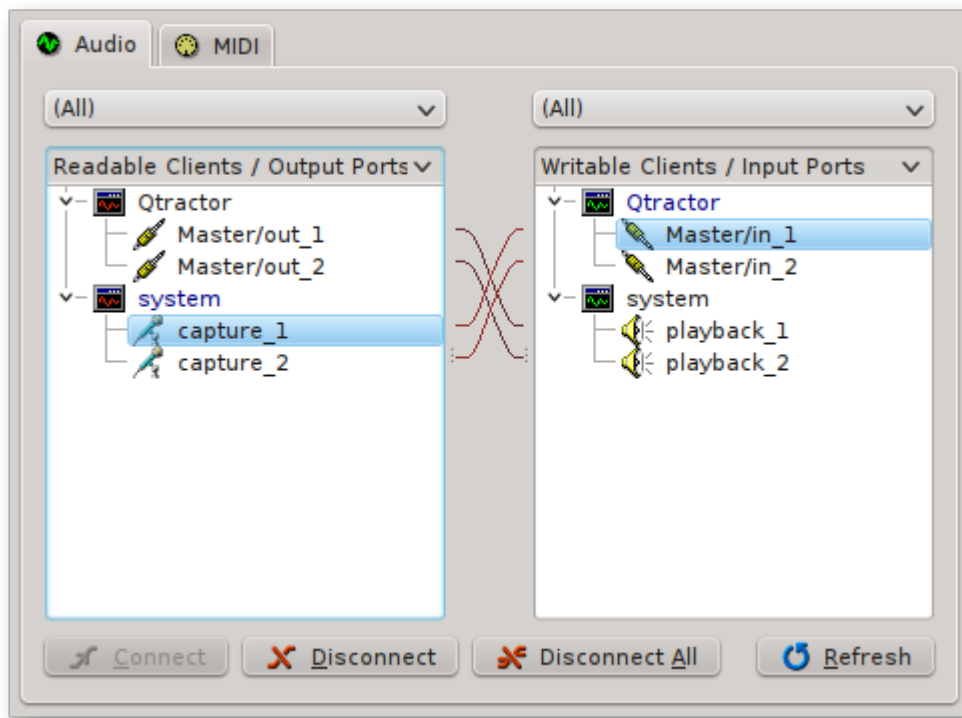 Audio MIDI
(All) (All)
Readable Clients / Output Ports Writable Clients / Input Ports
Qtractor Qtractor
Master/out_1 Master/in_1
Master/out_2 Master/in_2
system system
capture_1 playback_1
capture_2 playback_2
Connect Disconnect Disconnect All Refresh